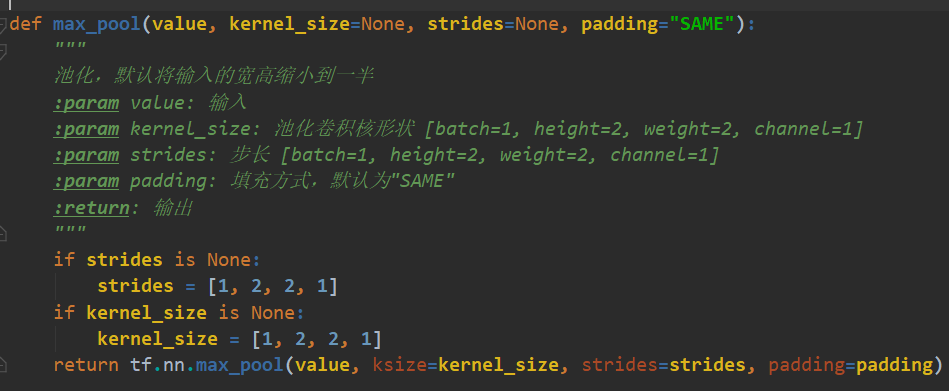 def max_pool(value, kernel_size=None, strides=None, padding="SAME"):
    """
    池化，默认将输入的宽高缩小到一半
    :param value: 输入
    :param kernel_size: 池化卷积核形状 [batch=1, height=2, weight=2, channel=1]
    :param strides: 步长 [batch=1, height=2, weight=2, channel=1]
    :param padding: 填充方式，默认为"SAME"
    :return: 输出
    """
    if strides is None:
        strides = [1, 2, 2, 1]
    if kernel_size is None:
        kernel_size = [1, 2, 2, 1]
    return tf.nn.max_pool(value, ksize=kernel_size, strides=strides, padding=padding)